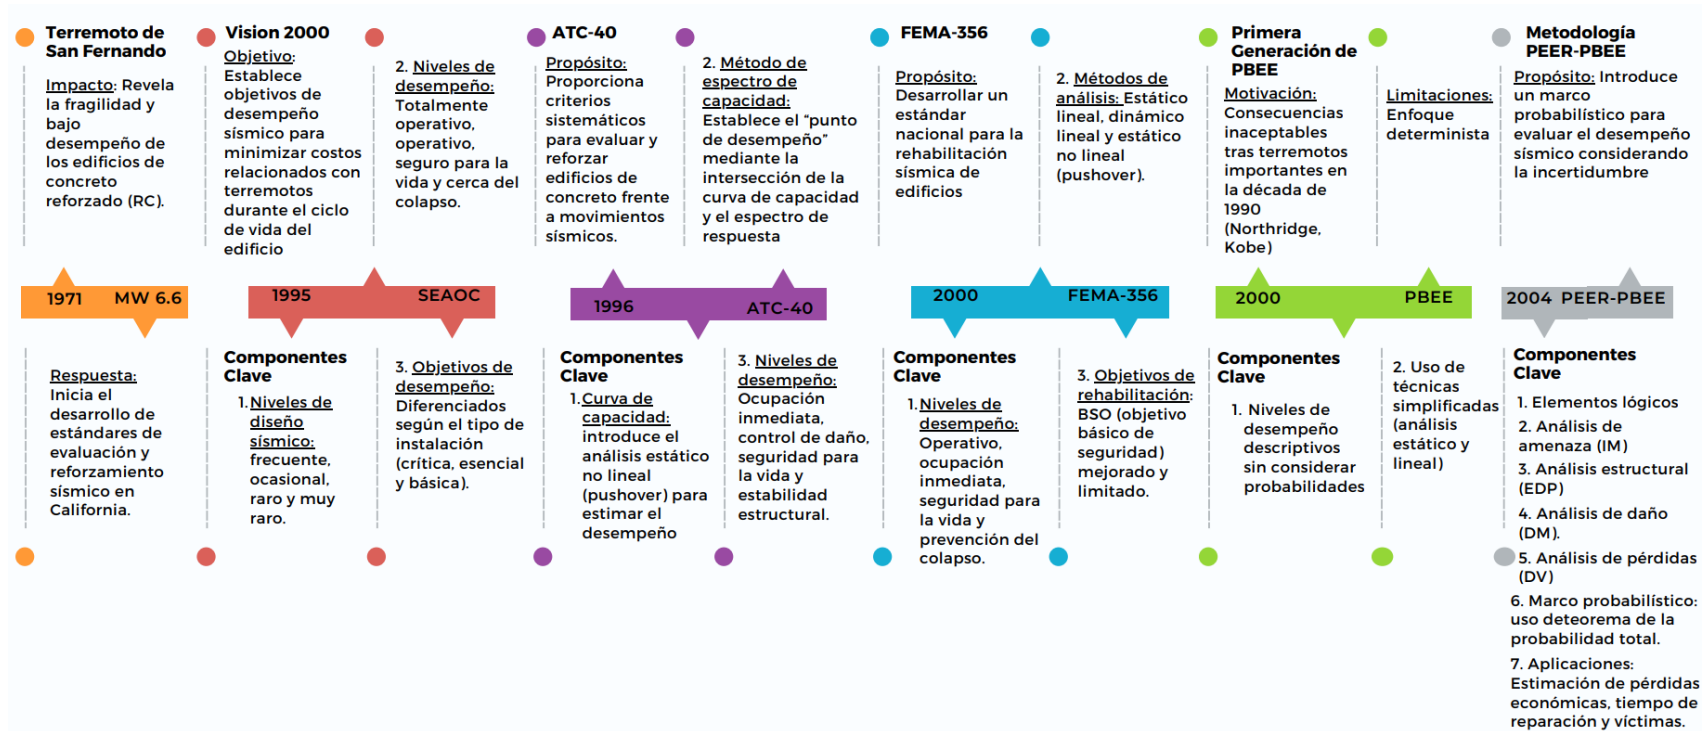 Terremoto de
San Fernando
Impacto: Revela
la fragilidad y
bajo
desempeño de
los edificios de
concreto
reforzado (RC).
Vision 2000
Objetivo:
Establece
objetivos de
desempeño
sísmico para
minimizar costos
relacionados con
terremotos
durante el ciclo
de vida del
edificio
2. Niveles de
desempeño:
Totalmente
operativo,
operativo,
seguro para la
vida y cerca del
colapso.
ATC-40
Propósito:
Proporciona
criterios
sistemáticos
para evaluar y
reforzar
edificios de
concreto frente
a movimientos
sísmicos.
2. Método de
espectro de
capacidad:
Establece el “punto
de desempeño”
mediante la
intersección de la
curva de capacidad
y el espectro de
respuesta
FEMA-356
Propósito:
Desarrollar un
estándar
nacional para la
rehabilitación
sísmica de
edificios
2. Métodos de
análisis: Estático
lineal, dinámico
lineal y estático
no lineal
(pushover).
Primera
Generación de
PBEE
Motivación:
Consecuencias
inaceptables
tras terremotos
importantes en
la década de
1990
(Northridge,
Kobe)
Limitaciones:
Enfoque
determinista
Metodología
PEER-PBEE
Propósito: Introduce
un marco
probabilístico para
evaluar el desempeño
sísmico considerando
la incertidumbre
1971 MW 6.6
1995 SEAOC
1996 ATC-40
2000 FEMA-356
2000 PBEE
2004 PEER-PBEE
Respuesta:
Inicia el
desarrollo de
estándares de
evaluación y
reforzamiento
sísmico en
California.
Componentes
Clave
1. Niveles de
diseño
sísmico:
frecuente,
ocasional,
raro y muy
raro.
3. Objetivos de
desempeño:
Diferenciados
según el tipo de
instalación
(crítica, esencial
y básica).
Componentes
Clave
1. Curva de
capacidad:
introduce el
análisis estático
no lineal
(pushover) para
estimar el
desempeño
3. Niveles de
desempeño:
Ocupación
inmediata,
control de daño,
seguridad para
la vida y
estabilidad
estructural.
Componentes
Clave
1. Niveles de
desempeño:
Operativo,
ocupación
inmediata,
seguridad para
la vida y
prevención del
colapso.
3. Objetivos de
rehabilitación:
BSO (objetivo
básico de
seguridad)
mejorado y
limitado.
Componentes
Clave
1. Niveles de
desempeño
descriptivos
sin considerar
probabilidades
2. Uso de
técnicas
simplificadas
(análisis
estático y
lineal)
Componentes
Clave
1. Elementos lógicos
2. Análisis de
amenaza (IM)
3. Análisis estructural
(EDP)
4. Análisis de daño
(DM).
5. Análisis de pérdidas
(DV)
6. Marco probabilístico:
uso deteorema de la
probabilidad total.
7. Aplicaciones:
Estimación de pérdidas
económicas, tiempo de
reparación y víctimas.